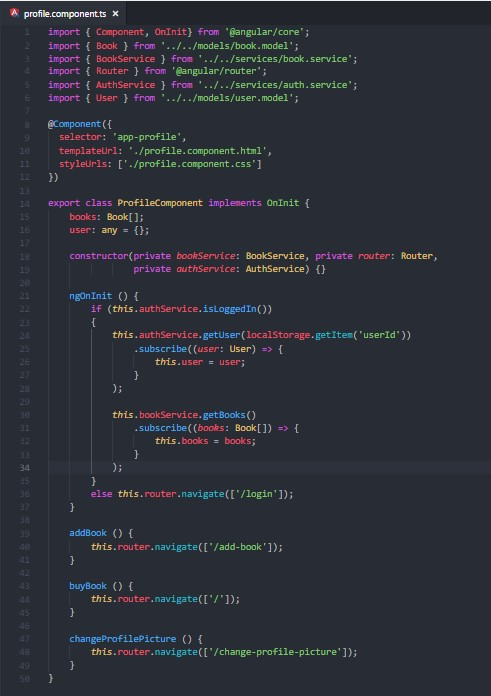 profile.component.ts ×
1 import { Component, OnInit} from '@angular/core';
2 import { Book } from '../../models/book.model';
3 import { BookService } from '../../services/book.service';
4 import { Router } from '@angular/router';
5 import { AuthService } from '../../services/auth.service';
6 import { User } from '../../models/user.model';
7
8 @Component({
9   selector: 'app-profile',
10   templateUrl: './profile.component.html',
11   styleUrls: ['./profile.component.css']
12 })
13
14 export class ProfileComponent implements OnInit {
15     books: Book[];
16     user: any = {};
17
18     constructor(private bookService: BookService, private router: Router,
19                 private authService: AuthService) {}
20
21     ngOnInit () {
22         if (this.authService.isLoggedIn())
23         {
24             this.authService.getUser(localStorage.getItem('userId'))
25                 .subscribe((user: User) => {
26                     this.user = user;
27                 }
28             );
29
30             this.bookService.getBooks()
31                 .subscribe((books: Book[]) => {
32                     this.books = books;
33                 }
34             );
35         }
36         else this.router.navigate(['/login']);
37     }
38
39     addBook () {
40         this.router.navigate(['/add-book']);
41     }
42
43     buyBook () {
44         this.router.navigate(['/']);
45     }
46
47     changeProfilePicture () {
48         this.router.navigate(['/change-profile-picture']);
49     }
50 }